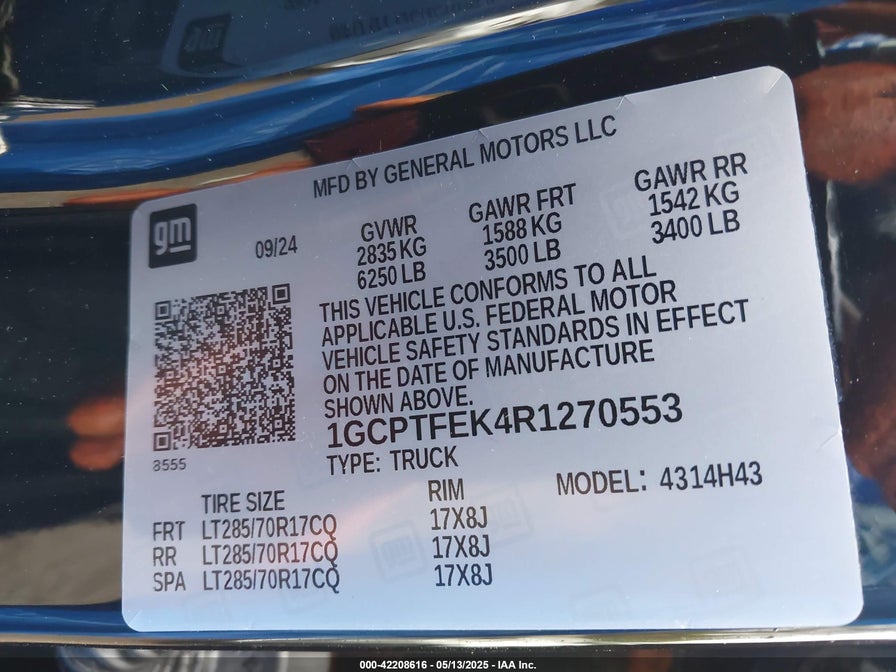 MFD BY GENERAL MOTORS LLC
gm
09/24
GVWR
2835 KG
6250 LB
GAWR FRT
1588 KG
3500 LB
GAWR RR
1542 KG
3400 LB
THIS VEHICLE CONFORMS TO ALL
APPLICABLE U.S. FEDERAL MOTOR
VEHICLE SAFETY STANDARDS IN EFFECT
ON THE DATE OF MANUFACTURE
SHOWN ABOVE.
1GCPTFEK4R1270553
8555
TYPE: TRUCK
MODEL: 4314H43
TIRE SIZE RIM
FRT LT285/70R17CQ 17X8J
RR LT285/70R17CQ 17X8J
SPA LT285/70R17CQ 17X8J
000-42208616 - 05/13/2025 - IAA Inc.